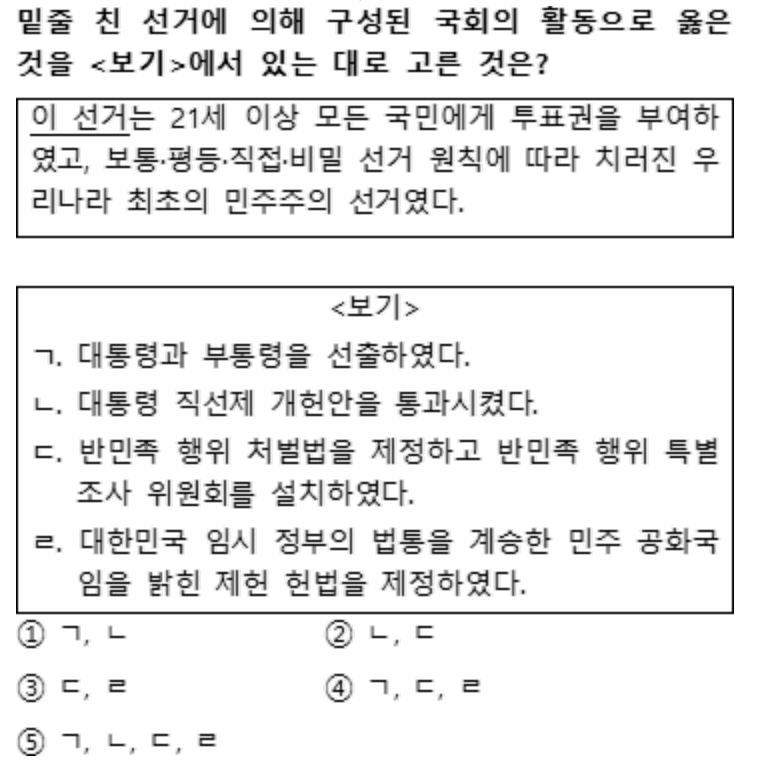 밑줄 친 선거에 의해 구성된 국회의 활동으로 옳은
것을 <보기>에서 있는 대로 고른 것은?
이 선거는 21세 이상 모든 국민에게 투표권을 부여하
였고, 보통·평등·직접·비밀 선거 원칙에 따라 치러진 우
리나라 최초의 민주주의 선거였다.
<보기>
ㄱ. 대통령과 부통령을 선출하였다.
ㄴ. 대통령 직선제 개헌안을 통과시켰다.
ㄷ. 반민족 행위 처벌법을 제정하고 반민족 행위 특별
조사 위원회를 설치하였다.
ㄹ. 대한민국 임시 정부의 법통을 계승한 민주 공화국
임을 밝힌 제헌 헌법을 제정하였다.
① ㄱ, ㄴ ② ㄴ, ㄷ
③ ㄷ, ㄹ ④ ㄱ, ㄷ, ㄹ
⑤ ㄱ, ㄴ, ㄷ, ㄹ